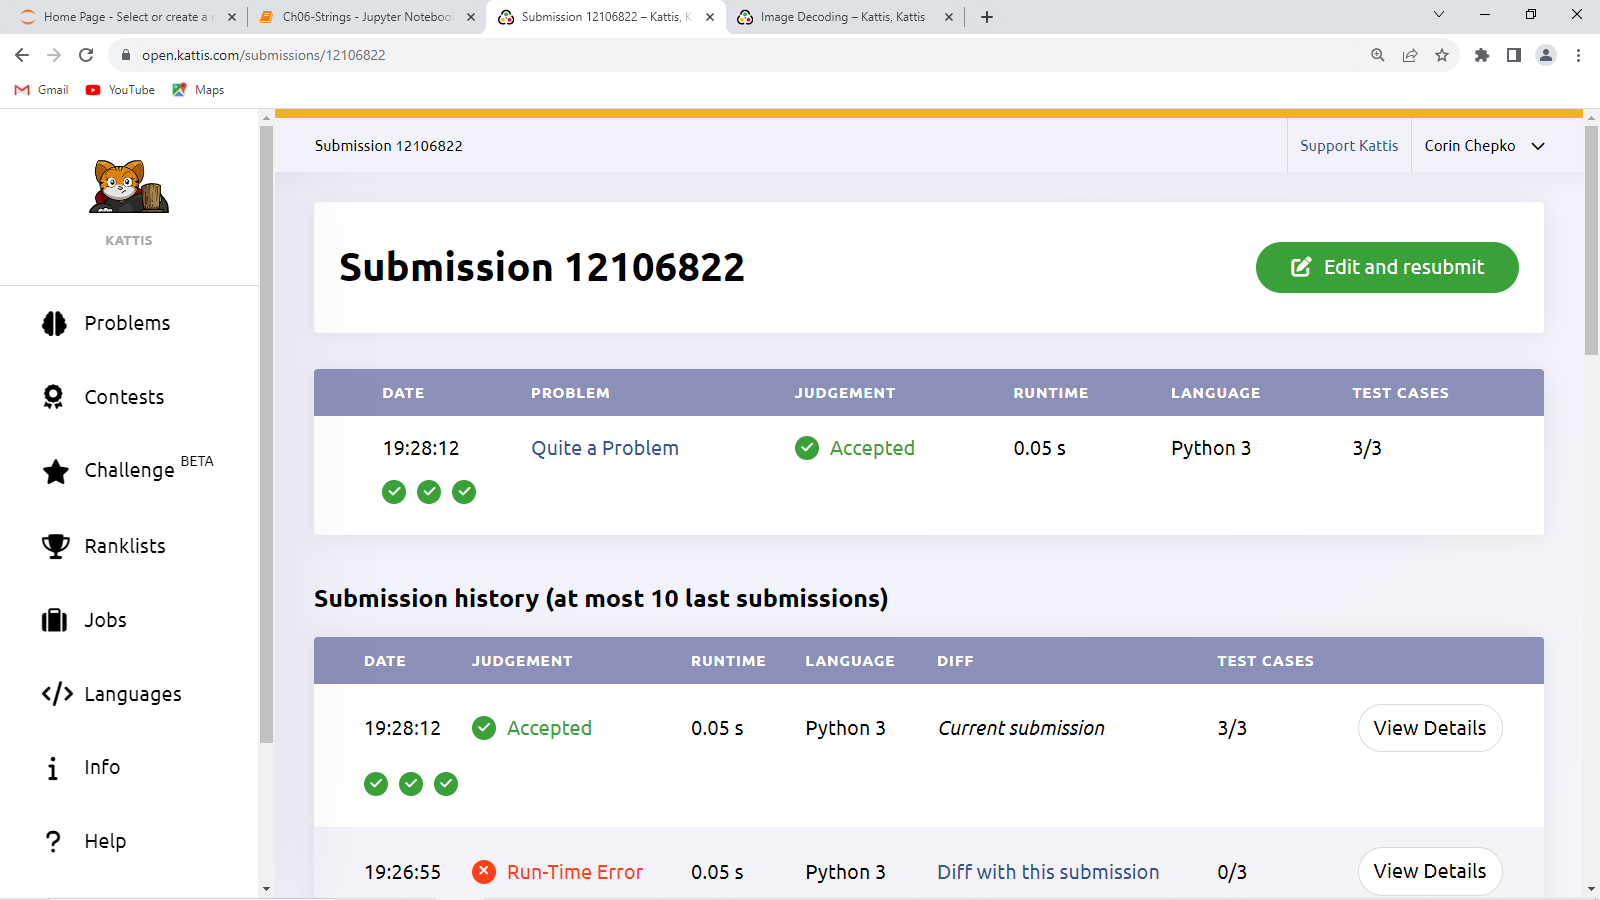 Home Page - Select or create a n
Ch06-Strings - Jupyter Noteboo
Submission 12106822 – Kattis, K
Image Decoding – Kattis, Kattis
open.kattis.com/submissions/12106822
Gmail
YouTube
Maps
Submission 12106822
Support Kattis
Corin Chepko
KATTIS
Submission 12106822
Edit and resubmit
Problems
Contests
Challenge BETA
Ranklists
Jobs
Languages
Info
Help
DATE PROBLEM JUDGEMENT RUNTIME LANGUAGE TEST CASES
19:28:12 Quite a Problem Accepted 0.05 s Python 3 3/3
Submission history (at most 10 last submissions)
DATE JUDGEMENT RUNTIME LANGUAGE DIFF TEST CASES
19:28:12 Accepted 0.05 s Python 3 Current submission 3/3 View Details
19:26:55 Run-Time Error 0.05 s Python 3 Diff with this submission 0/3 View Details